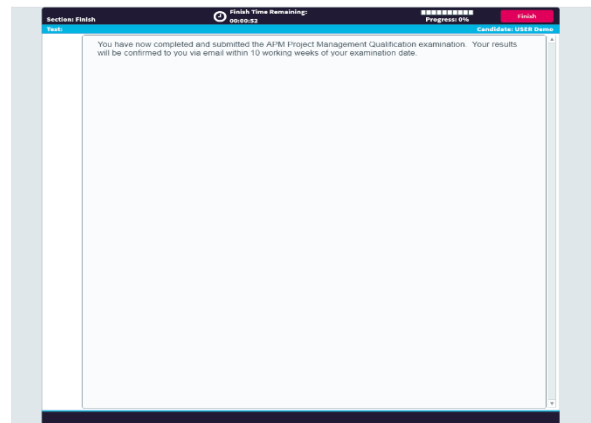 Section: Finish
Finish Time Remaining:
00:00:52
Progress: 0%
Finish
Test:
Candidate: USER Demo
You have now completed and submitted the APM Project Management Qualification examination. Your results
will be confirmed to you via email within 10 working weeks of your examination date.